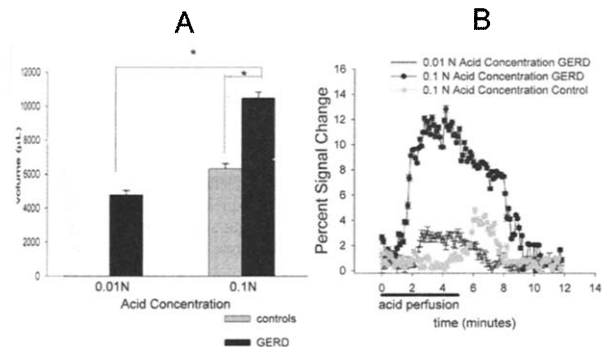 A
*
*
12000
10000
8000
6000
4000
2000
0
volume (μL)
0.01N
0.1N
Acid Concentration
controls
GERD
B
0.01 N Acid Concentration GERD
0.1 N Acid Concentration GERD
0.1 N Acid Concentration Control
16
14
12
10
8
6
4
2
0
Percent Signal Change
0 2 4 6 8 10 12 14
acid perfusion
time (minutes)